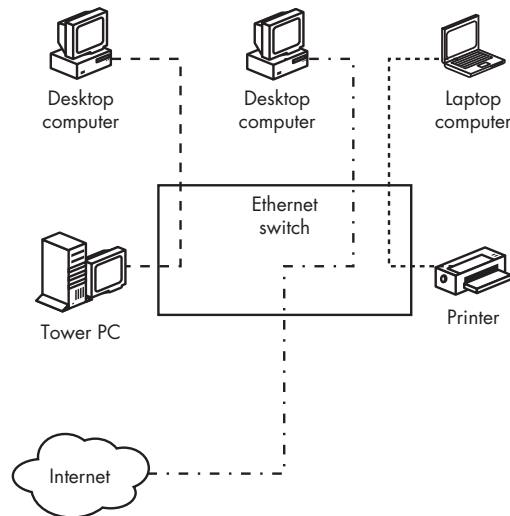 Desktop
computer
Desktop
computer
Laptop
computer
Ethernet
switch
Tower PC
Printer
Internet